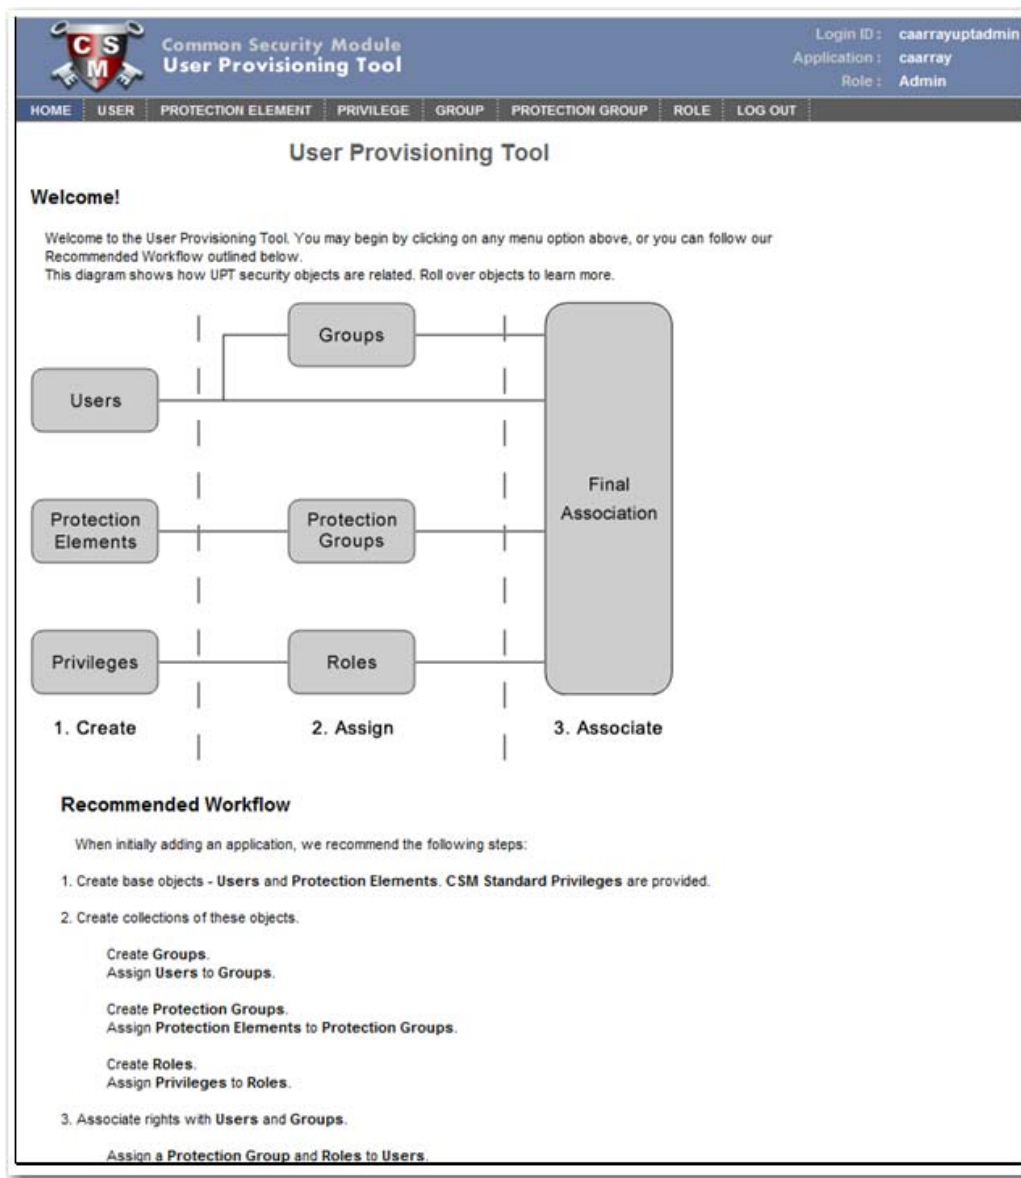 CSM
Common Security Module
User Provisioning Tool
Login ID : caarrayuptadmin
Application : caarray
Role : Admin
HOME USER PROTECTION ELEMENT PRIVILEGE GROUP PROTECTION GROUP ROLE LOG OUT
User Provisioning Tool
Welcome!
Welcome to the User Provisioning Tool. You may begin by clicking on any menu option above, or you can follow our
Recommended Workflow outlined below.
This diagram shows how UPT security objects are related. Roll over objects to learn more.
Groups
Users
Final
Association
Protection
Elements
Protection
Groups
Privileges
Roles
1. Create
2. Assign
3. Associate
Recommended Workflow
When initially adding an application, we recommend the following steps:
1. Create base objects - Users and Protection Elements. CSM Standard Privileges are provided.
2. Create collections of these objects.
Create Groups.
Assign Users to Groups.
Create Protection Groups.
Assign Protection Elements to Protection Groups.
Create Roles.
Assign Privileges to Roles.
3. Associate rights with Users and Groups.
Assign a Protection Group and Roles to Users.